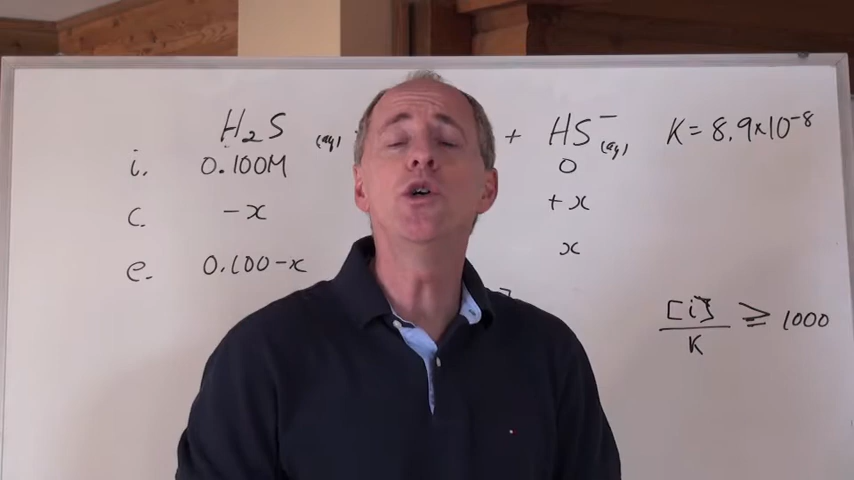 H₂S (aq) + HS⁻ (aq) K = 8.9×10⁻⁸
i. 0.100M 0
c. -x +x
e. 0.100-x x
[i] ≥ 1000
K